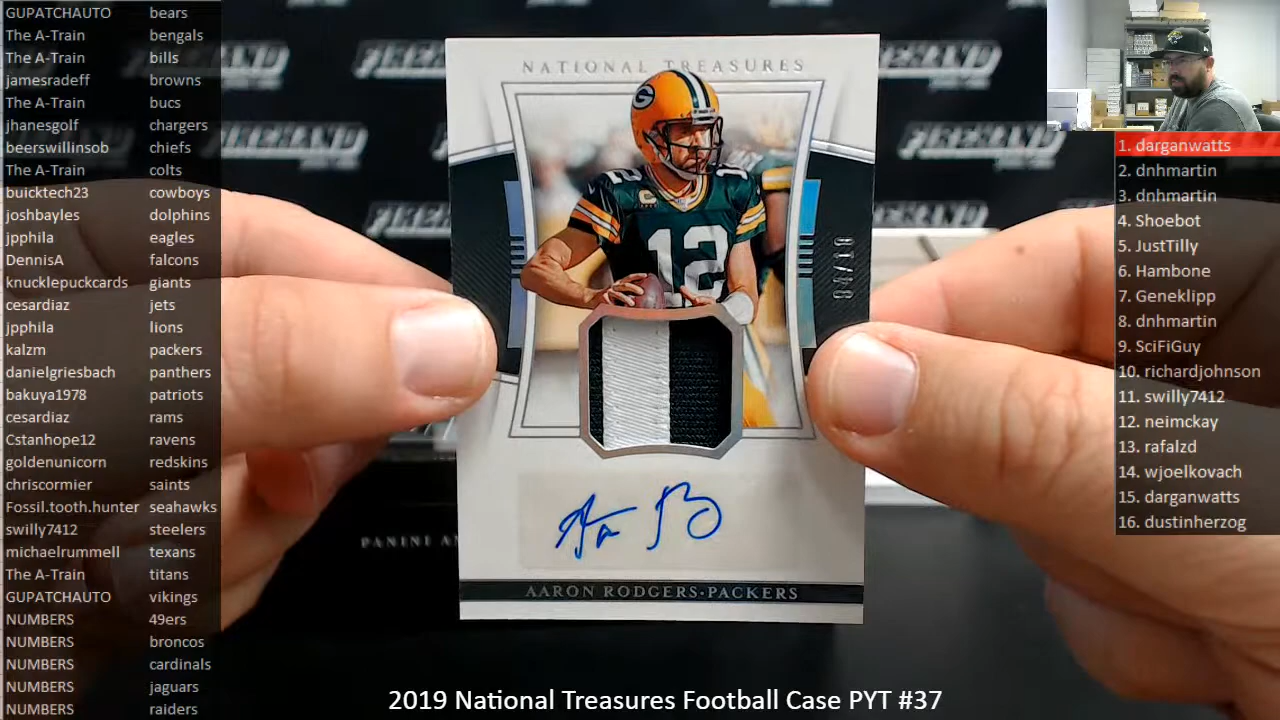 GUPATCHAUTO bears
The A-Train bengals
The A-Train bills
jamesradeff browns
The A-Train bucs
jhanesgolf chargers
beerswillinsob chiefs
The A-Train colts
buicktech23 cowboys
joshbayles dolphins
jpphila eagles
DennisA falcons
knucklepuckcards giants
cesardiaz jets
jpphila lions
kalzm packers
danielgriesbach panthers
bakuya1978 patriots
cesardiaz rams
Cstanhope12 ravens
goldenunicorn redskins
chriscormier saints
Fossil.tooth.hunter seahawks
swilly7412 steelers
michaelrummell texans
The A-Train titans
GUPATCHAUTO vikings
NUMBERS 49ers
NUMBERS broncos
NUMBERS cardinals
NUMBERS jaguars
NUMBERS raiders
NATIONAL TREASURES
G
12
C
12
PANINI AM
AARON RODGERS·PACKERS
1. darganwatts
2. dnhmartin
3. dnhmartin
4. Shoebot
5. JustTilly
6. Hambone
7. Geneklipp
8. dnhmartin
9. SciFiGuy
10. richardjohnson
11. swilly7412
12. neimckay
13. rafalzd
14. wjoelkovach
15. darganwatts
16. dustinherzog
2019 National Treasures Football Case PYT #37